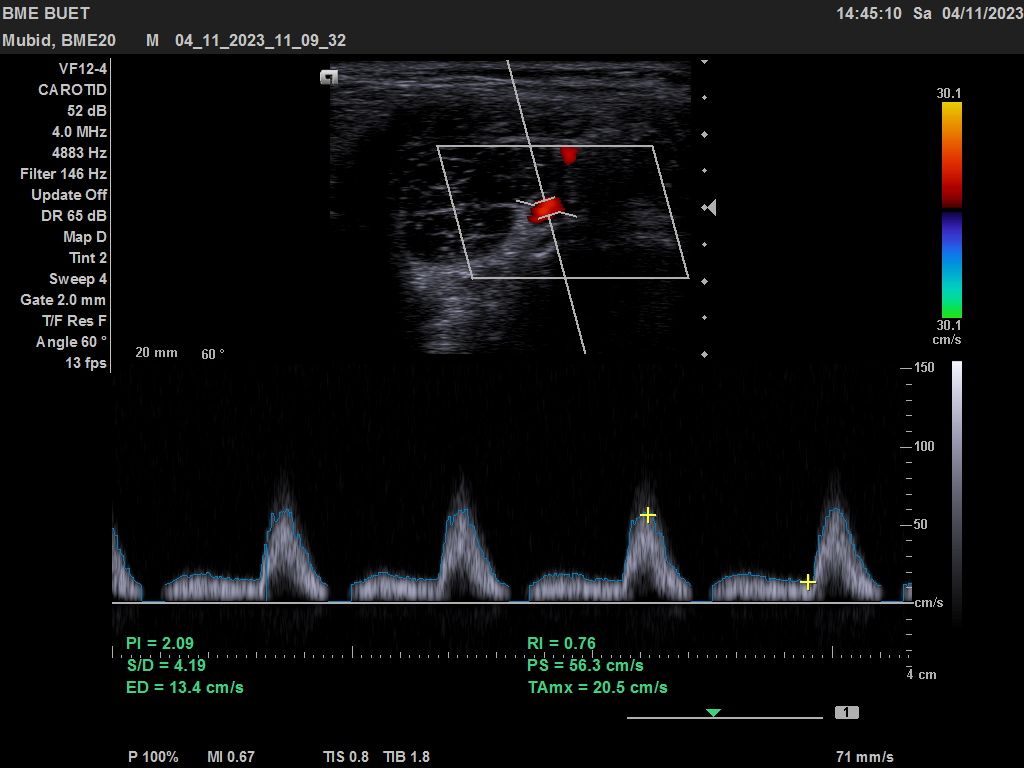 BME BUET 14:45:10 Sa 04/11/2023
Mubid, BME20 M 04_11_2023_11_09_32
VF12-4
CAROTID
52 dB
4.0 MHz
4883 Hz
Filter 146 Hz
Update Off
DR 65 dB
Map D
Tint 2
Sweep 4
Gate 2.0 mm
T/F Res F
Angle 60 °
13 fps
20 mm 60 °
30.1
30.1
cm/s
150
100
50
cm/s
4 cm
PI = 2.09 RI = 0.76
S/D = 4.19 PS = 56.3 cm/s
ED = 13.4 cm/s TAmx = 20.5 cm/s
1
P 100% MI 0.67 TIS 0.8 TIB 1.8 71 mm/s